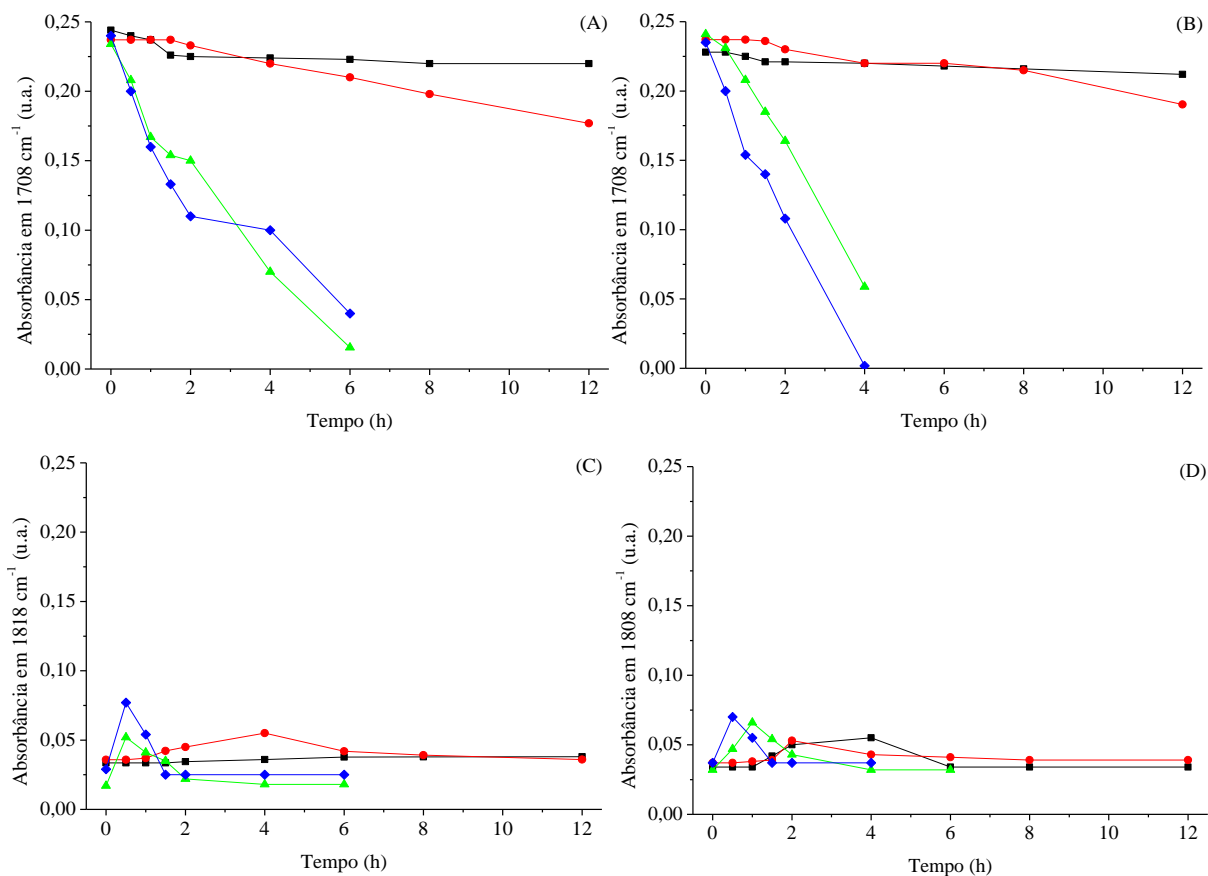 (A)
0,25
0,20
0,15
0,10
0,05
0,00
Absorbância em 1708 cm⁻¹ (u.a.)
0 2 4 6 8 10 12
Tempo (h)
(B)
0,25
0,20
0,15
0,10
0,05
0,00
Absorbância em 1708 cm⁻¹ (u.a.)
0 2 4 6 8 10 12
Tempo (h)
(C)
0,25
0,20
0,15
0,10
0,05
0,00
Absorbância em 1818 cm⁻¹ (u.a.)
0 2 4 6 8 10 12
Tempo (h)
(D)
0,25
0,20
0,15
0,10
0,05
0,00
Absorbância em 1808 cm⁻¹ (u.a.)
0 2 4 6 8 10 12
Tempo (h)